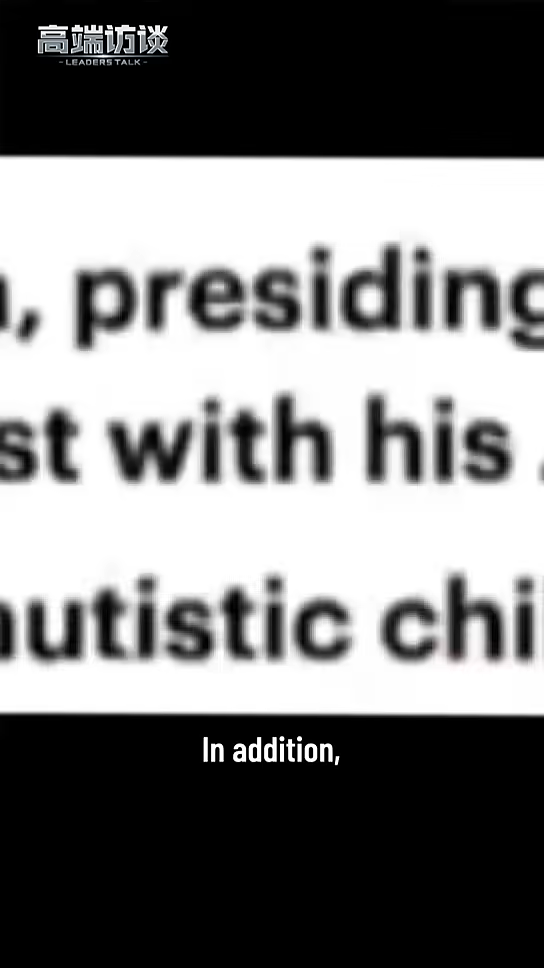 高端访谈
-LEADERS TALK-
, presiding
st with his
utistic chi
In addition,